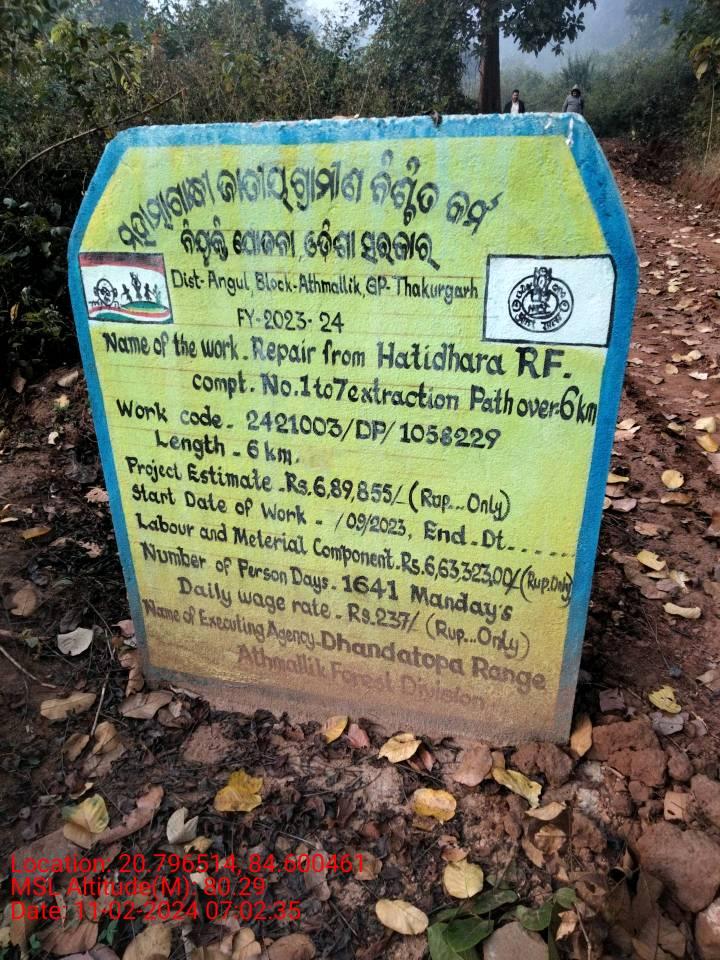 ମହାତ୍ମାଗାନ୍ଧୀ ଜାତୀୟ ଗ୍ରାମୀଣ ନିଶ୍ଚିତ କର୍ମ
ନିଯୁକ୍ତି ଯୋଜନା, ଓଡ଼ିଶା ସରକାର
Dist- Angul, Block-Athmallik, GP-Thakurgarh
FY-2023-24
Name of the work. Repair from Hatidhara RF.
compt. No.1to7extraction Path over-6km
Work code- 2421003/DP/1058229
Length - 6 km.
Project Estimate -Rs.6,89,855/- (Rup...Only)
Start Date of Work - /09/2023, End.Dt......
Labour and Meterial Component.Rs.6,63,323,00/-(Rup.Only)
Number of Person Days - 1641 Manday's
Daily wage rate - Rs.237/- (Rup...Only)
Name of Executing Agency-Dhandatopa Range
Athmallik Forest Division
Location: 20.796514, 84.600461
MSL Attitude(M): 80.29
Date: 11-02-2024 07:02:35